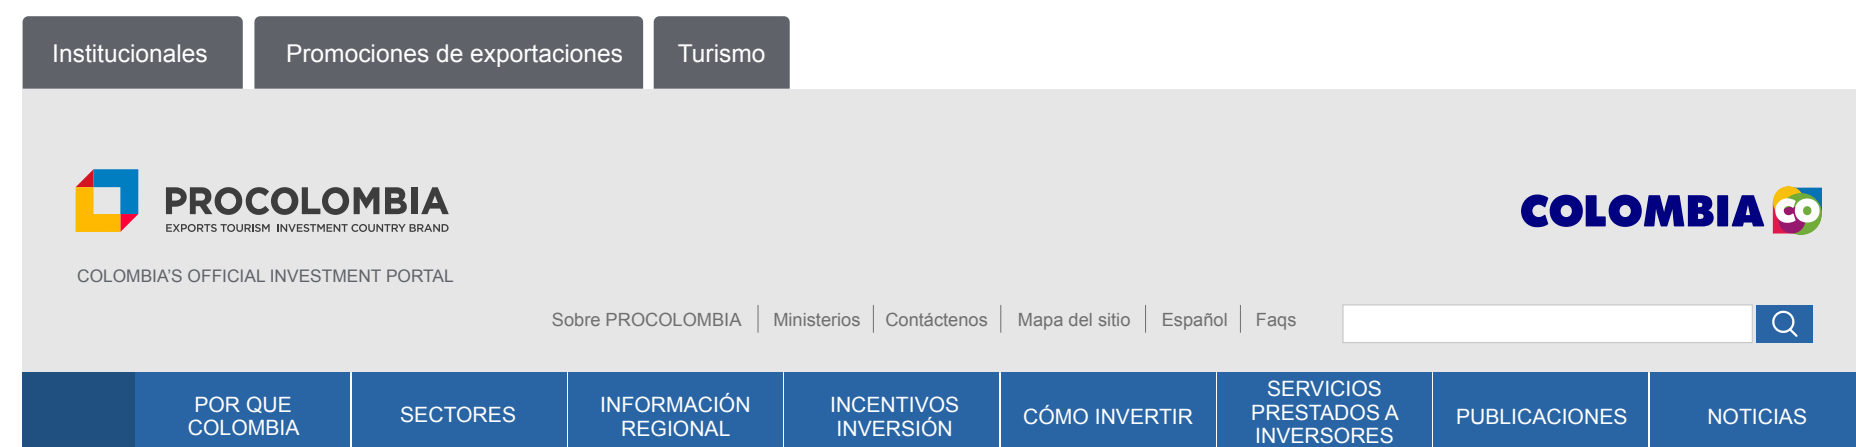 Institucionales
Promociones de exportaciones
Turismo
PROCOLOMBIA
EXPORTS TOURISM INVESTMENT COUNTRY BRAND
COLOMBIA CO
COLOMBIA'S OFFICIAL INVESTMENT PORTAL
Sobre PROCOLOMBIA
Ministerios
Contáctenos
Mapa del sitio
Español
Faqs
POR QUE
COLOMBIA
SECTORES
INFORMACIÓN
REGIONAL
INCENTIVOS
INVERSIÓN
CÓMO INVERTIR
SERVICIOS
PRESTADOS A
INVERSORES
PUBLICACIONES
NOTICIAS